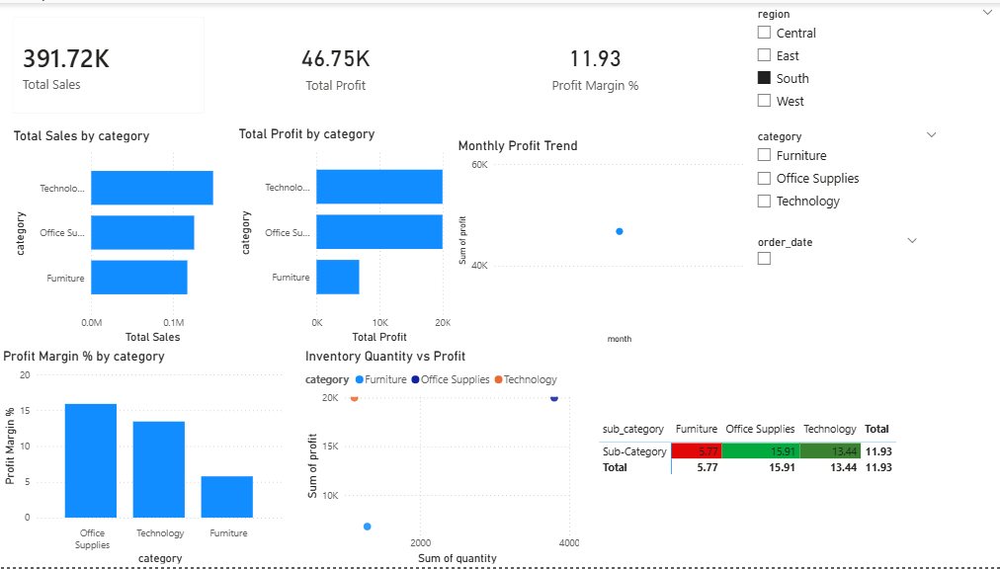 391.72K
Total Sales
46.75K
Total Profit
11.93
Profit Margin %
region
Central
East
South
West
category
Furniture
Office Supplies
Technology
order_date
Total Sales by category
category
Technolo...
Office Su...
Furniture
0.0M 0.1M
Total Sales
Total Profit by category
category
Technolo...
Office Su...
Furniture
0K 10K 20K
Total Profit
Monthly Profit Trend
Sum of profit
60K
40K
month
Profit Margin % by category
Profit Margin %
20
15
10
5
0
Office Supplies
Technology
Furniture
category
Inventory Quantity vs Profit
category Furniture Office Supplies Technology
Sum of profit
20K
15K
10K
2000 4000
Sum of quantity
sub_category Furniture Office Supplies Technology Total
Sub-Category 5.77 15.91 13.44 11.93
Total 5.77 15.91 13.44 11.93